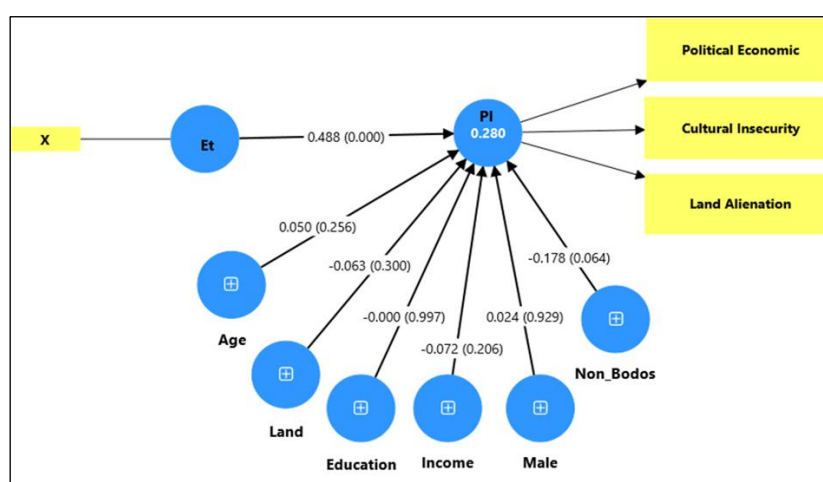 Political Economic
PI
0.280
X
Et
0.488 (0.000)
Cultural Insecurity
Land Alienation
0.050 (0.256)
-0.063 (0.300)
-0.178 (0.064)
-0.000 (0.997)
0.024 (0.929)
-0.072 (0.206)
Age
Non_Bodos
Land
Education
Income
Male